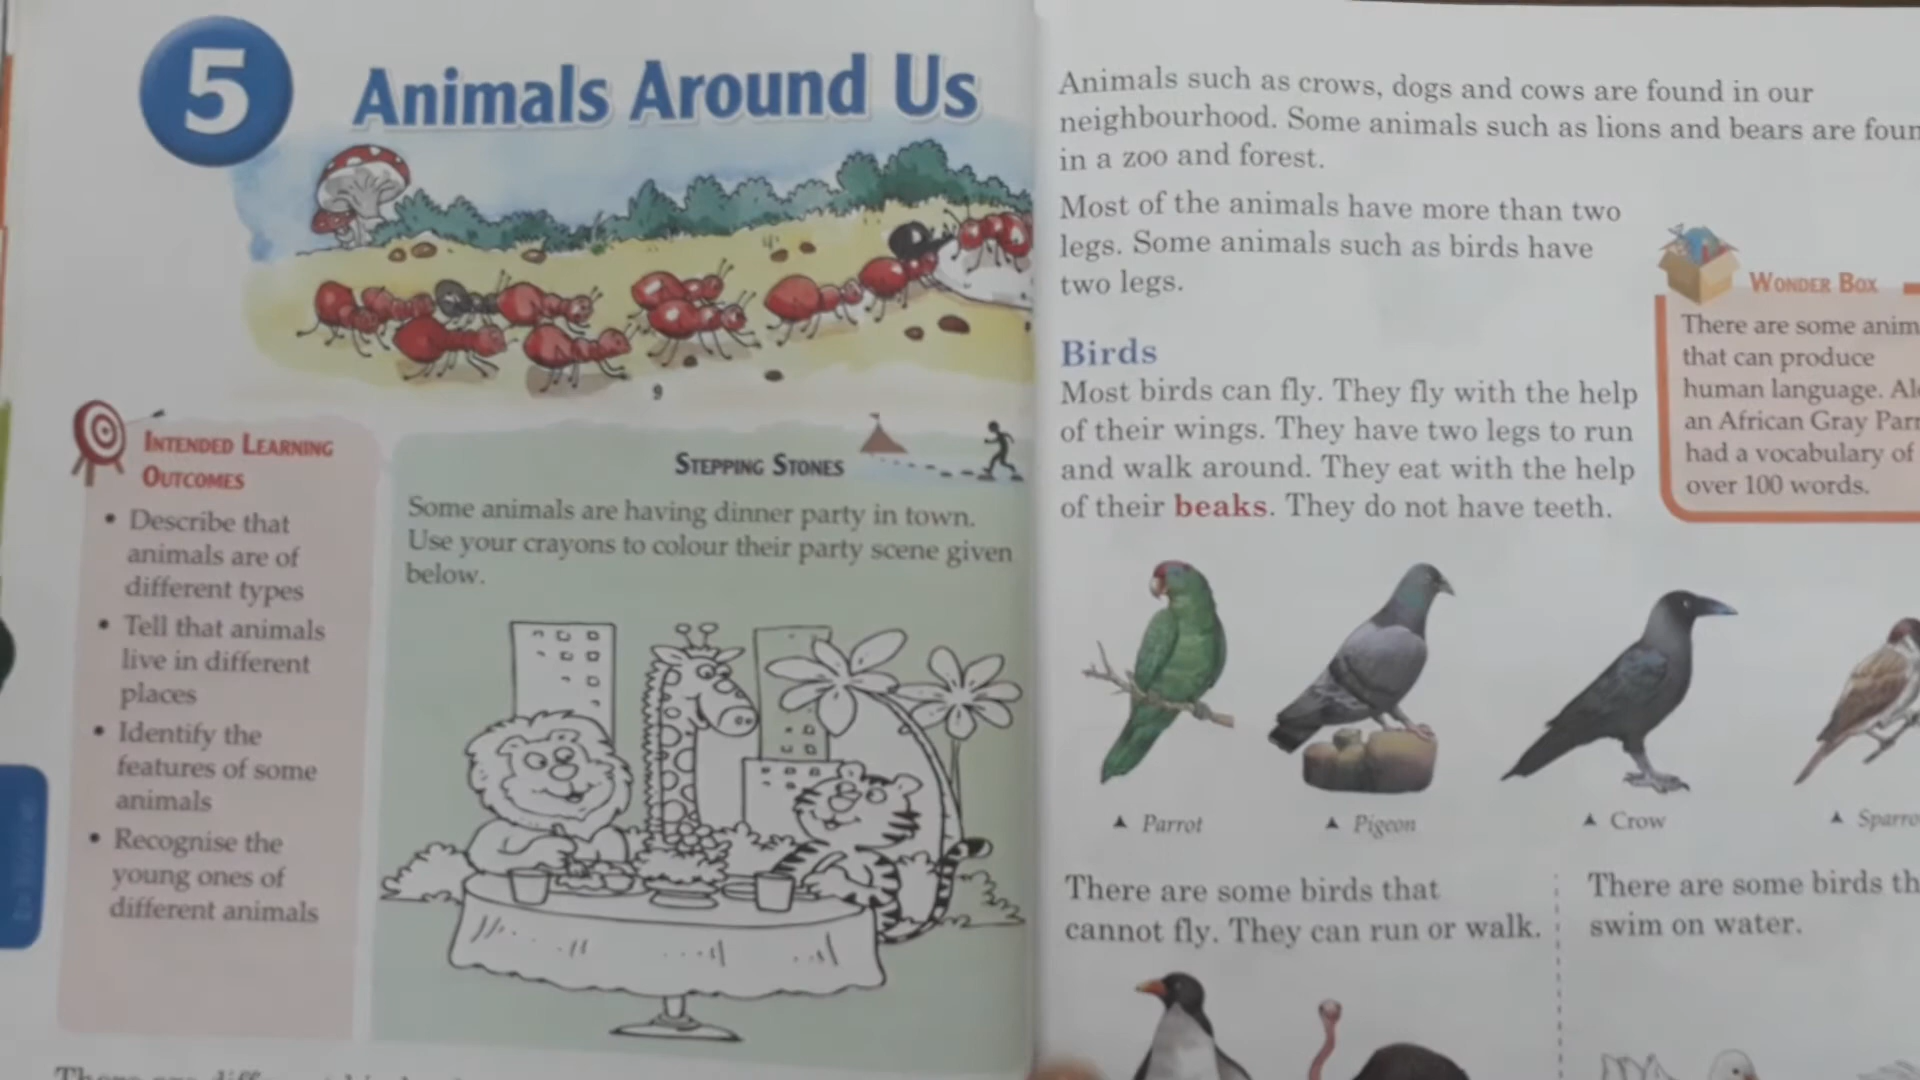 5
Animals Around Us
9
INTENDED LEARNING
OUTCOMES
• Describe that
animals are of
different types
• Tell that animals
live in different
places
• Identify the
features of some
animals
• Recognise the
young ones of
different animals
STEPPING STONES
Some animals are having dinner party in town.
Use your crayons to colour their party scene given
below.
Animals such as crows, dogs and cows are found in our
neighbourhood. Some animals such as lions and bears are
in a zoo and forest.
Most of the animals have more than two
legs. Some animals such as birds have
two legs.
Birds
Most birds can fly. They fly with the help
of their wings. They have two legs to run
and walk around. They eat with the help
of their beaks. They do not have teeth.
WONDER BOX
There are some
that can produce
human language.
an African Gray
had a vocabulary of
over 100 words.
Parrot
Pigeon
Crow
There are some birds that
cannot fly. They can run or walk.
There are some birds
swim on water.